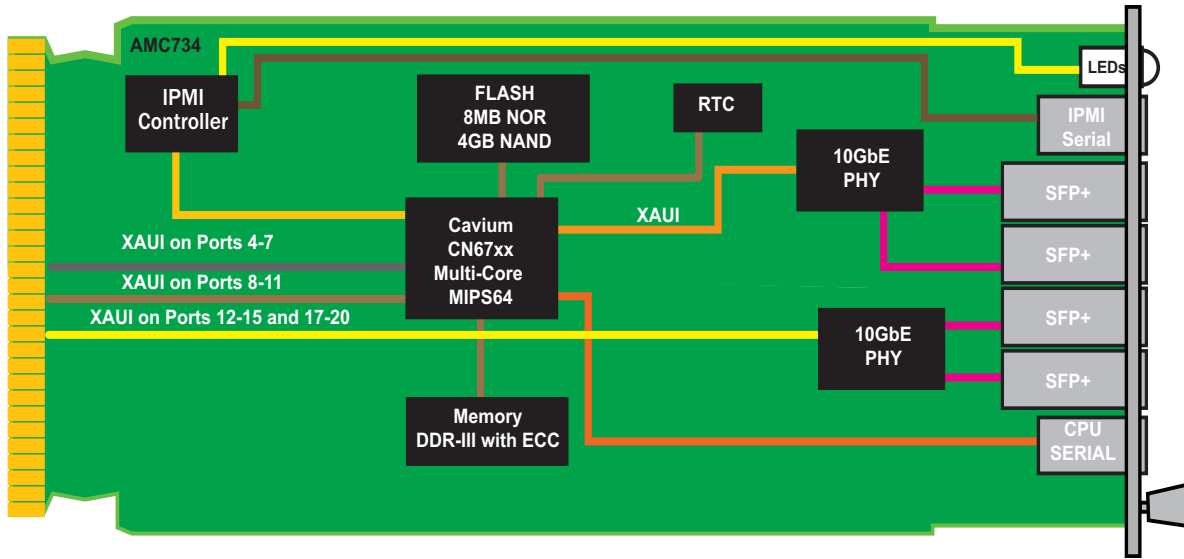 AMC734
LEDs
IPMI
Controller
FLASH
8MB NOR
4GB NAND
RTC
IPMI
Serial
10GbE
PHY
SFP+
XAUI
Cavium
CN67xx
Multi-Core
MIPS64
XAUI on Ports 4-7
SFP+
XAUI on Ports 8-11
XAUI on Ports 12-15 and 17-20
SFP+
10GbE
PHY
SFP+
Memory
DDR-III with ECC
CPU
SERIAL